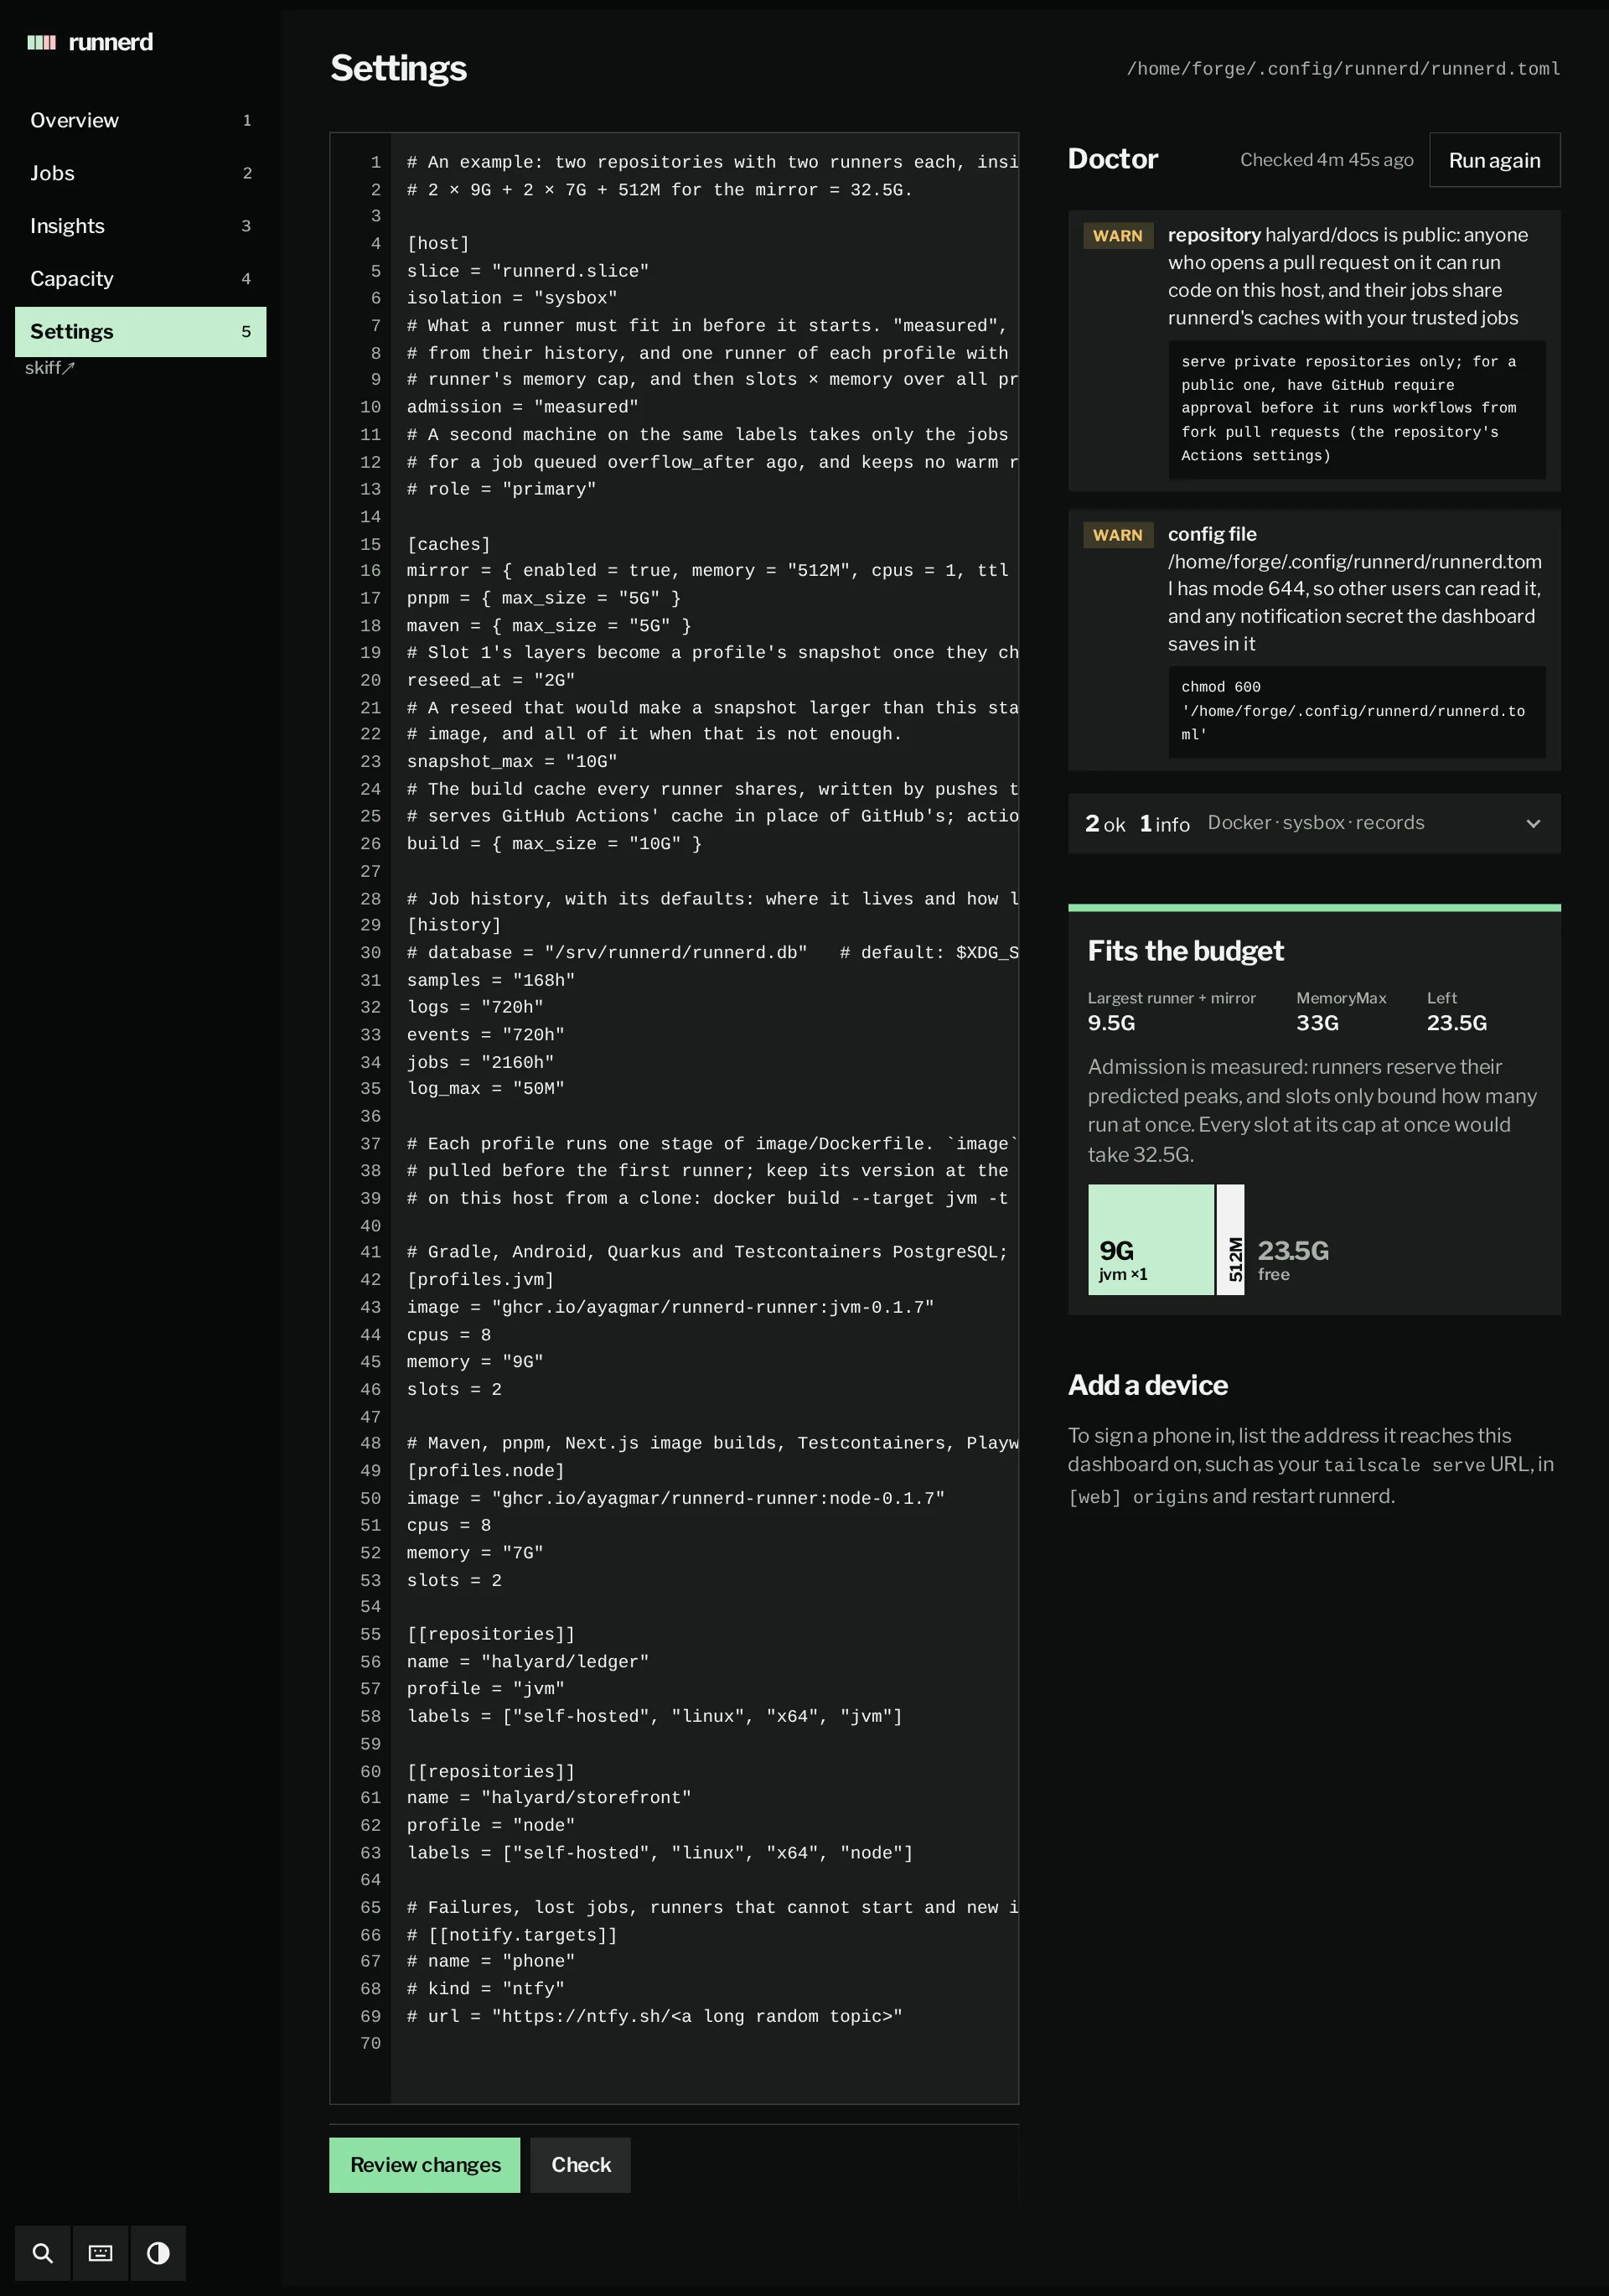 runnerd
Overview 1
Jobs 2
Insights 3
Capacity 4
Settings 5
skiff↗
Settings
/home/forge/.config/runnerd/runnerd.toml
1 # An example: two repositories with two runners each, insi
2 # 2 × 9G + 2 × 7G + 512M for the mirror = 32.5G.
3
4 [host]
5 slice = "runnerd.slice"
6 isolation = "sysbox"
7 # What a runner must fit in before it starts. "measured",
8 # from their history, and one runner of each profile with
9 # runner's memory cap, and then slots × memory over all pr
10 admission = "measured"
11 # A second machine on the same labels takes only the jobs
12 # for a job queued overflow_after ago, and keeps no warm r
13 # role = "primary"
14
15 [caches]
16 mirror = { enabled = true, memory = "512M", cpus = 1, ttl
17 pnpm = { max_size = "5G" }
18 maven = { max_size = "5G" }
19 # Slot 1's layers become a profile's snapshot once they ch
20 reseed_at = "2G"
21 # A reseed that would make a snapshot larger than this sta
22 # image, and all of it when that is not enough.
23 snapshot_max = "10G"
24 # The build cache every runner shares, written by pushes t
25 # serves GitHub Actions' cache in place of GitHub's; actio
26 build = { max_size = "10G" }
27
28 # Job history, with its defaults: where it lives and how l
29 [history]
30 # database = "/srv/runnerd/runnerd.db"   # default: $XDG_S
31 samples = "168h"
32 logs = "720h"
33 events = "720h"
34 jobs = "2160h"
35 log_max = "50M"
36
37 # Each profile runs one stage of image/Dockerfile. `image`
38 # pulled before the first runner; keep its version at the
39 # on this host from a clone: docker build --target jvm -t
40
41 # Gradle, Android, Quarkus and Testcontainers PostgreSQL;
42 [profiles.jvm]
43 image = "ghcr.io/ayagmar/runnerd-runner:jvm-0.1.7"
44 cpus = 8
45 memory = "9G"
46 slots = 2
47
48 # Maven, pnpm, Next.js image builds, Testcontainers, Playw
49 [profiles.node]
50 image = "ghcr.io/ayagmar/runnerd-runner:node-0.1.7"
51 cpus = 8
52 memory = "7G"
53 slots = 2
54
55 [[repositories]]
56 name = "halyard/ledger"
57 profile = "jvm"
58 labels = ["self-hosted", "linux", "x64", "jvm"]
59
60 [[repositories]]
61 name = "halyard/storefront"
62 profile = "node"
63 labels = ["self-hosted", "linux", "x64", "node"]
64
65 # Failures, lost jobs, runners that cannot start and new i
66 # [[notify.targets]]
67 # name = "phone"
68 # kind = "ntfy"
69 # url = "https://ntfy.sh/<a long random topic>"
70
Review changes
Check
Doctor
Checked 4m 45s ago
Run again
WARN
repository halyard/docs is public: anyone
who opens a pull request on it can run
code on this host, and their jobs share
runnerd's caches with your trusted jobs
serve private repositories only; for a
public one, have GitHub require
approval before it runs workflows from
fork pull requests (the repository's
Actions settings)
WARN
config file
/home/forge/.config/runnerd/runnerd.tom
l has mode 644, so other users can read it,
and any notification secret the dashboard
saves in it
chmod 600
'/home/forge/.config/runnerd/runnerd.to
ml'
2 ok 1 info Docker · sysbox · records
Fits the budget
Largest runner + mirror MemoryMax Left
9.5G 33G 23.5G
Admission is measured: runners reserve their
predicted peaks, and slots only bound how many
run at once. Every slot at its cap at once would
take 32.5G.
9G
jvm ×1
512M
23.5G
free
Add a device
To sign a phone in, list the address it reaches this
dashboard on, such as your tailscale serve URL, in
[web] origins and restart runnerd.